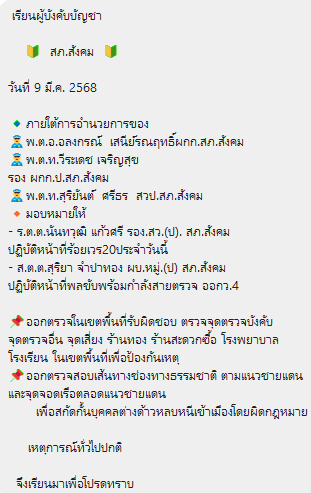 เรียนผู้บังคับบัญชา
🔰 สภ.สังคม 🔰
วันที่ 9 มี.ค. 2568
🔹ภายใต้การอำนวยการของ
👮พ.ต.อ.อลงกรณ์ เสนีย์รณฤทธิ์ผกก.สภ.สังคม
👮พ.ต.ท.วีระเดช เจริญสุข
รอง ผกก.ป.สภ.สังคม
👮พ.ต.ท.สุริยันต์ ศรีธร สวป.สภ.สังคม
🔸มอบหมายให้
- ร.ต.ต.นันทวุฒิ แก้วศรี รอง.สว.(ป). สภ.สังคม
ปฏิบัติหน้าที่ร้อยเวร20ประจำวันนี้
- ส.ต.ต.สุริยา จำปาทอง ผบ.หมู่.(ป) สภ.สังคม
ปฏิบัติหน้าที่พลขับพร้อมกำลังสายตรวจ ออกว.4
📌ออกตรวจในเขตพื้นที่รับผิดชอบ ตรวจจุดตรวจบังคับ
จุดตรวจอื่น จุดเสี่ยง ร้านทอง ร้านสะดวกซื้อ โรงพยาบาล
โรงเรียน ในเขตพื้นที่เพื่อป้องกันเหตุ
📌ออกตรวจสอบเส้นทางช่องทางธรรมชาติ ตามแนวชายแดน
และจุดจอดเรือตลอดแนวชายแดน
เพื่อสกัดกั้นบุคคลต่างด้าวหลบหนีเข้าเมืองโดยผิดกฎหมาย
เหตุการณ์ทั่วไปปกติ
จึงเรียนมาเพื่อโปรดทราบ